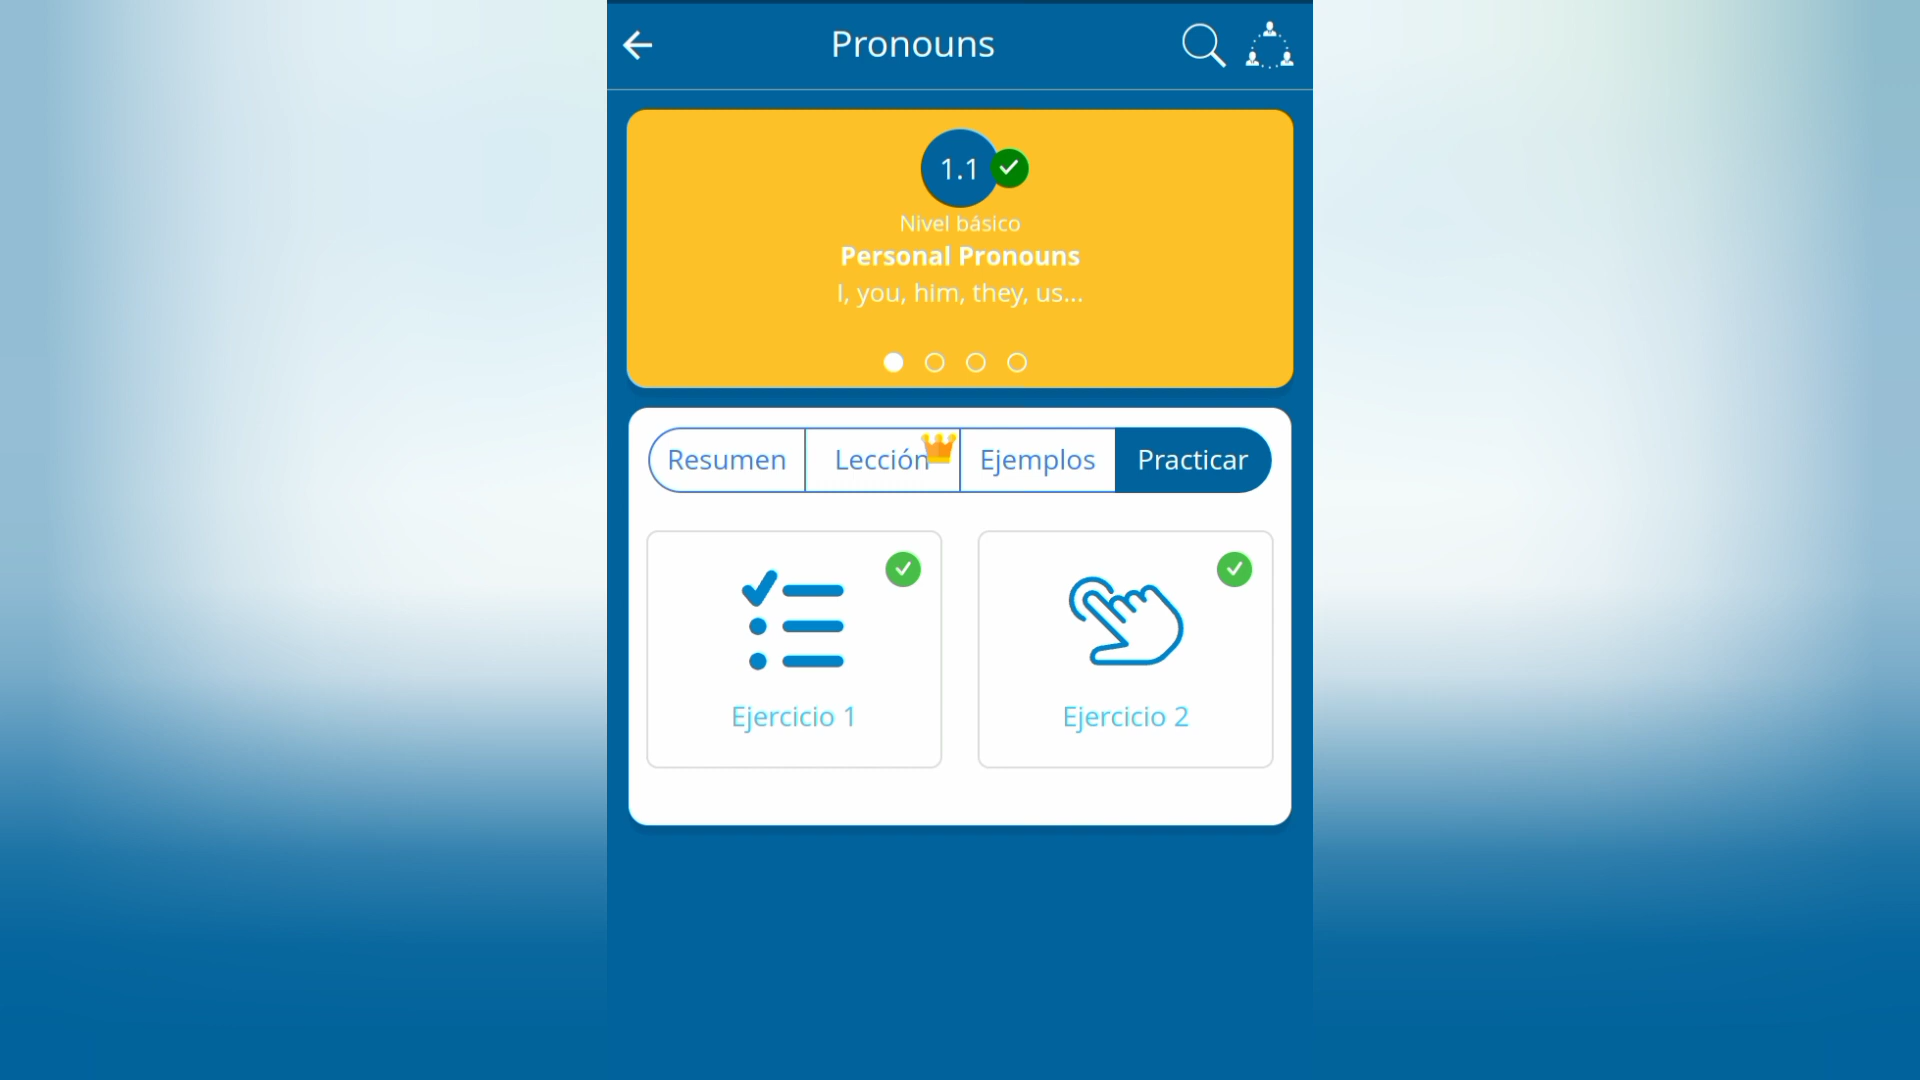 Pronouns
1.1
Nivel básico
Personal Pronouns
I, you, him, they, us...
Resumen
Lección
Ejemplos
Practicar
Ejercicio 1
Ejercicio 2